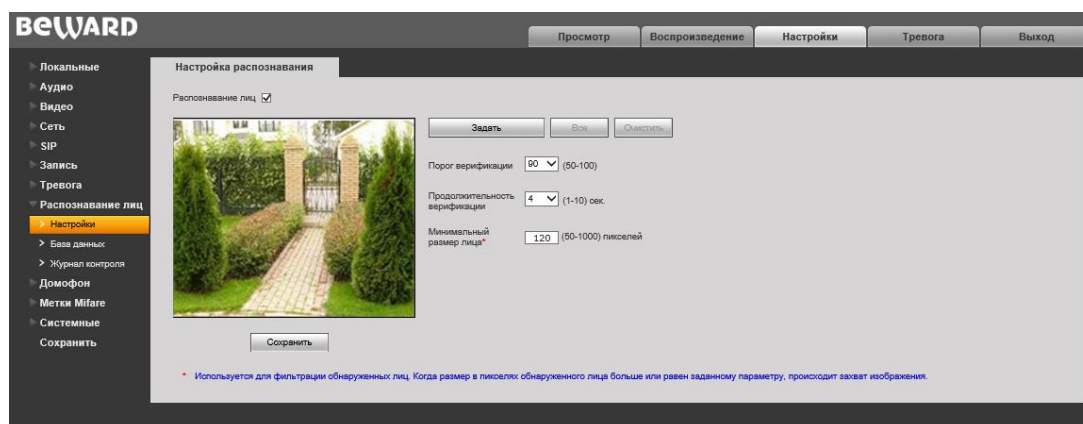 BEWARD
Просмотр Воспроизведение Настройки Тревога Выход
Локальные
Аудио
Видео
Сеть
SIP
Запись
Тревога
Распознавание лиц
Настройки
База данных
Журнал контроля
Домофон
Метки Mifare
Системные
Сохранить
Настройка распознавания
Распознавание лиц
Задать Все Очистить
Порог верификации 90 (50-100)
Продолжительность
верификации 4 (1-10) сек.
Минимальный
размер лица* 120 (50-1000) пикселей
Сохранить
* Используется для фильтрации обнаруженных лиц. Когда размер в пикселях обнаруженного лица больше или равен заданному параметру, происходит захват изображения.